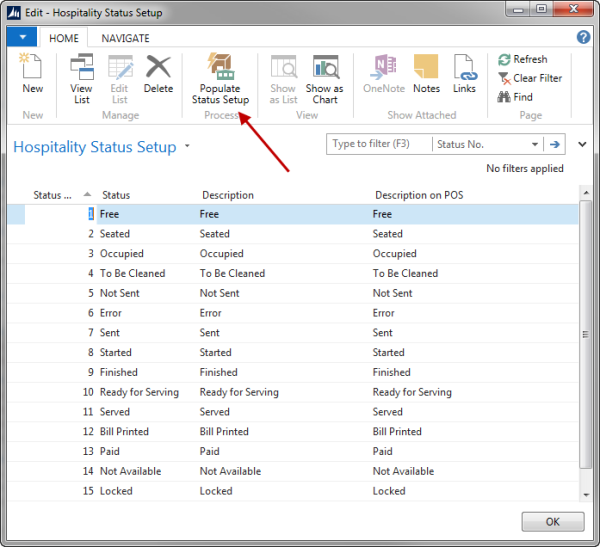 Edit - Hospitality Status Setup
HOME NAVIGATE
New
View List
Edit List
Delete
Populate Status Setup
Show as List
Show as Chart
OneNote
Notes
Links
Refresh
Clear Filter
Find
New Manage Process View Show Attached Page
Hospitality Status Setup
Type to filter (F3) Status No.
No filters applied
Status ... Status Description Description on POS
1 Free Free Free
2 Seated Seated Seated
3 Occupied Occupied Occupied
4 To Be Cleaned To Be Cleaned To Be Cleaned
5 Not Sent Not Sent Not Sent
6 Error Error Error
7 Sent Sent Sent
8 Started Started Started
9 Finished Finished Finished
10 Ready for Serving Ready for Serving Ready for Serving
11 Served Served Served
12 Bill Printed Bill Printed Bill Printed
13 Paid Paid Paid
14 Not Available Not Available Not Available
15 Locked Locked Locked
OK